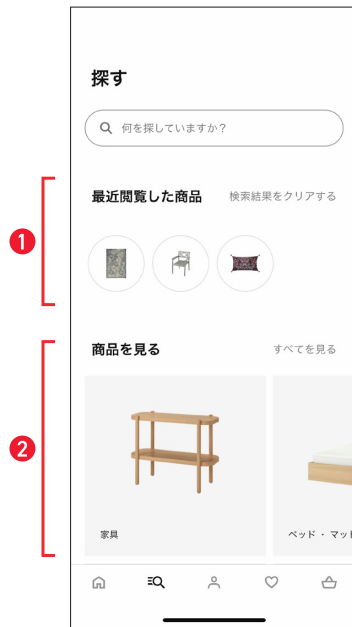 探す
何を探していますか？
1
最近閲覧した商品 検索結果をクリアする
2
商品を見る すべてを見る
家具 ベッド・マット